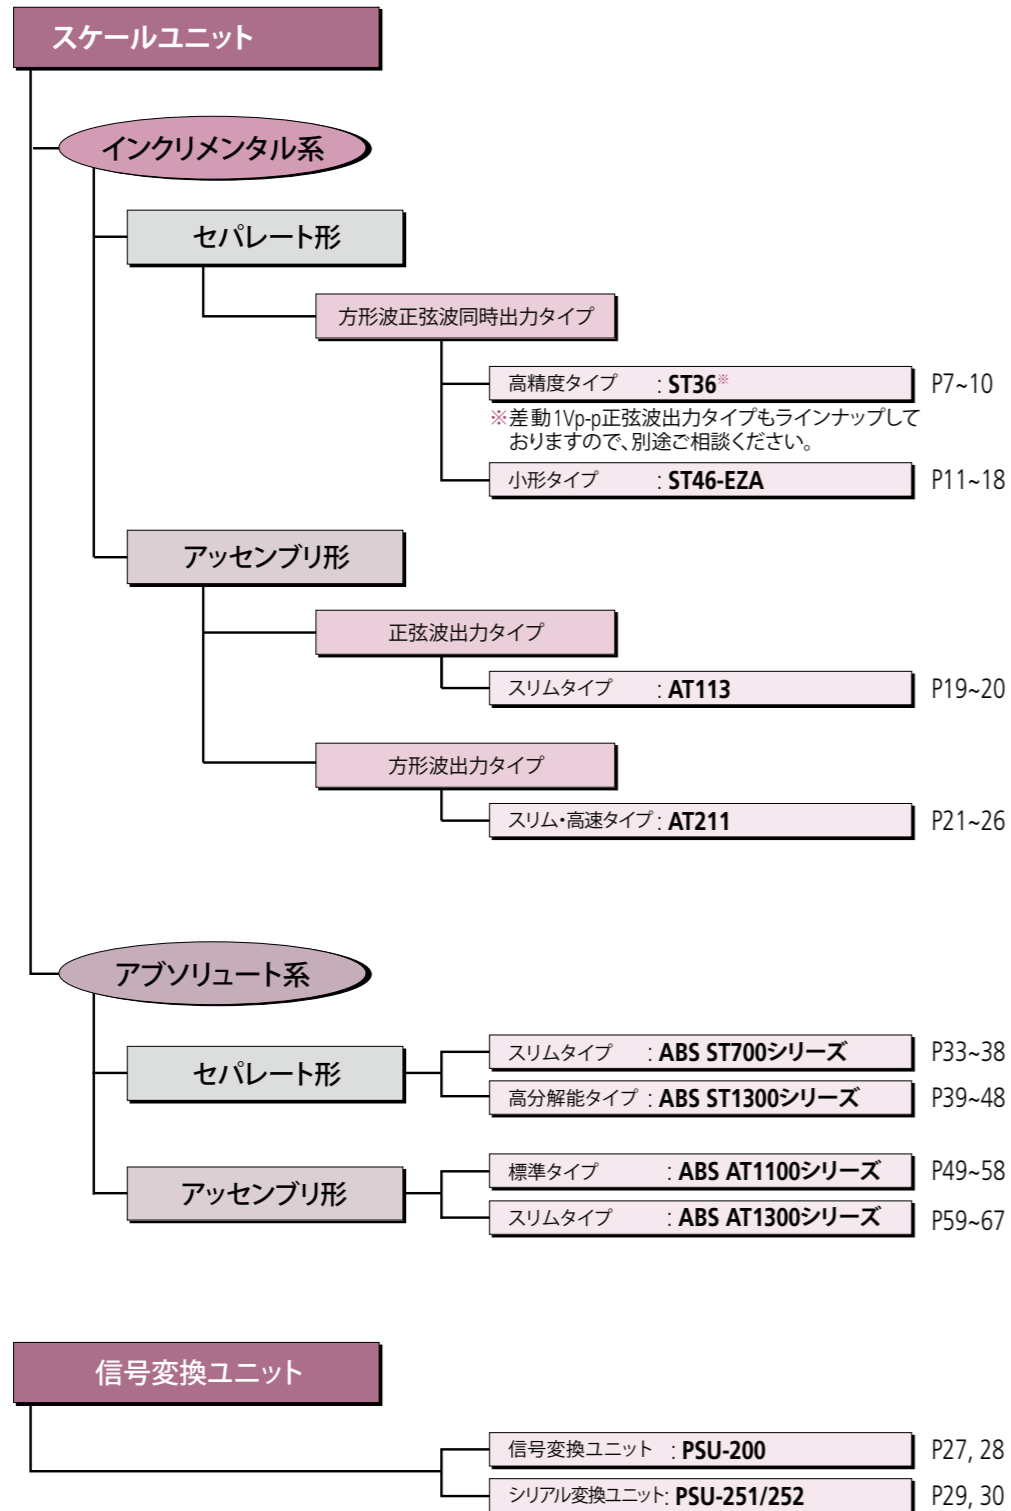 スケールユニット
インクリメンタル系
セパレート形
方形波正弦波同時出力タイプ
高精度タイプ : ST36※ P7~10
※差動1Vp-p正弦波出力タイプもラインナップして
おりますので、別途ご相談ください。
小形タイプ : ST46-EZA P11~18
アッセンブリ形
正弦波出力タイプ
スリムタイプ : AT113 P19~20
方形波出力タイプ
スリム・高速タイプ : AT211 P21~26
アブソリュート系
セパレート形
スリムタイプ : ABS ST700シリーズ P33~38
高分解能タイプ : ABS ST1300シリーズ P39~48
アッセンブリ形
標準タイプ : ABS AT1100シリーズ P49~58
スリムタイプ : ABS AT1300シリーズ P59~67
信号変換ユニット
信号変換ユニット : PSU-200 P27, 28
シリアル変換ユニット: PSU-251/252 P29, 30